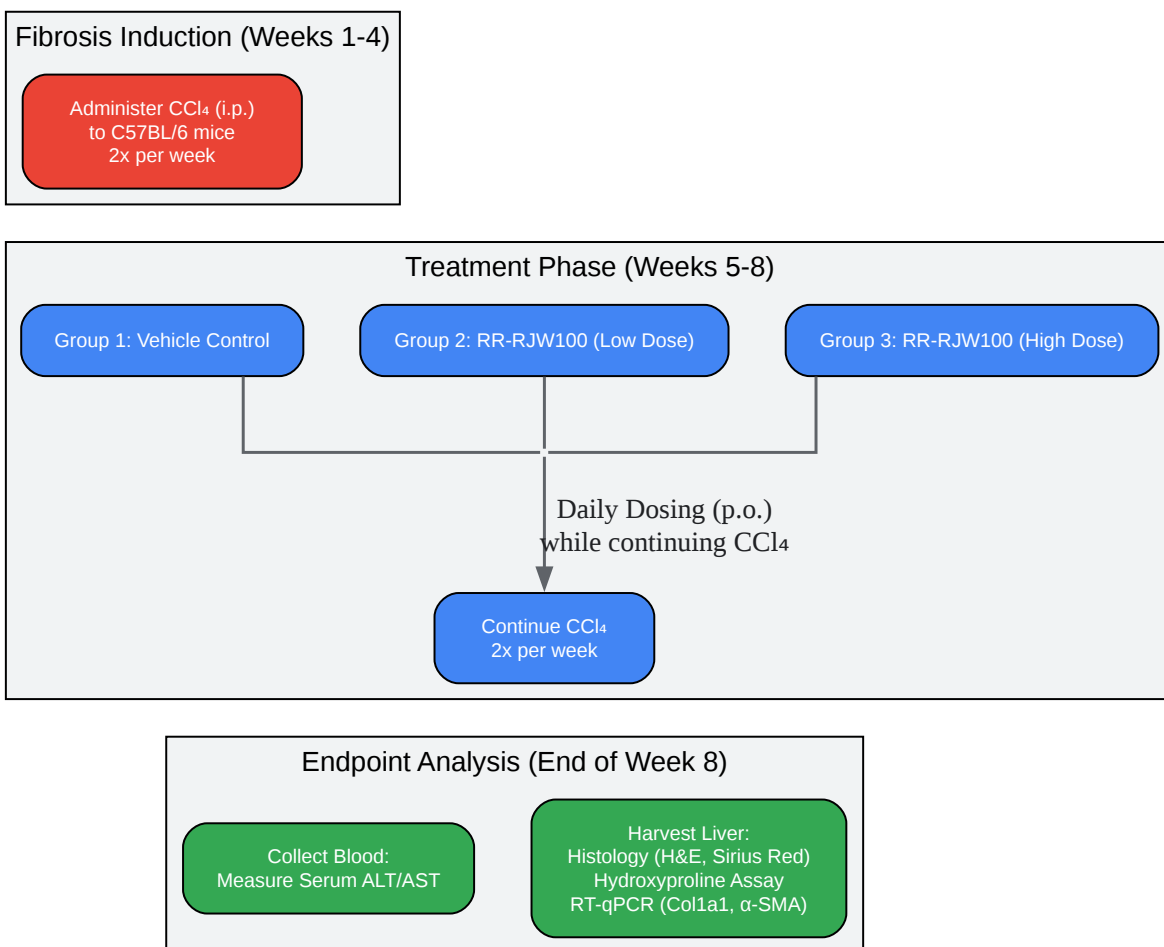 Fibrosis Induction (Weeks 1-4)
Administer CCl₄ (i.p.)
to C57BL/6 mice
2x per week
Treatment Phase (Weeks 5-8)
Group 1: Vehicle Control
Group 2: RR-RJW100 (Low Dose)
Group 3: RR-RJW100 (High Dose)
Daily Dosing (p.o.)
while continuing CCl₄
Continue CCl₄
2x per week
Endpoint Analysis (End of Week 8)
Collect Blood:
Measure Serum ALT/AST
Harvest Liver:
Histology (H&E, Sirius Red)
Hydroxyproline Assay
RT-qPCR (Col1a1, α-SMA)